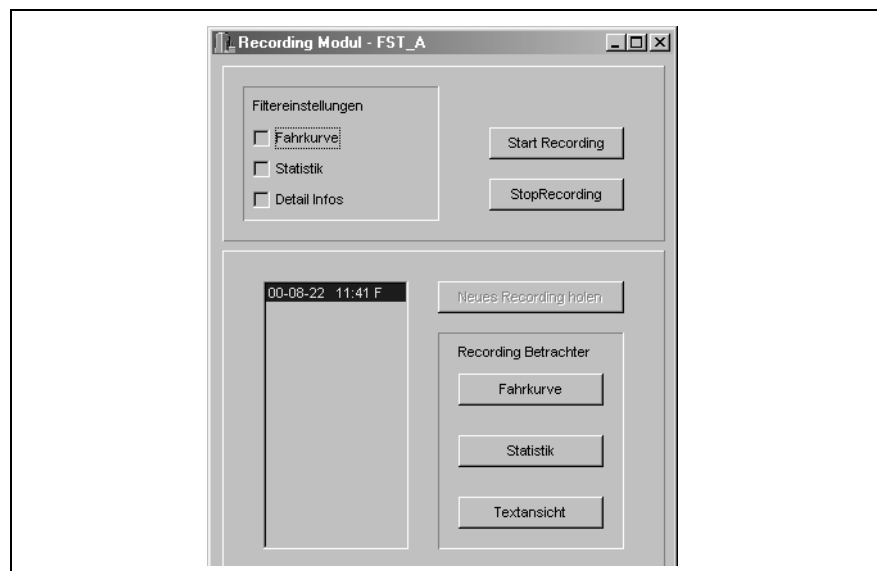 Recording Modul - FST_A
Filtereinstellungen
Fahrkurve
Statistik
Detail Infos
Start Recording
StopRecording
00-08-22 11:41 F
Neues Recording holen
Recording Betrachter
Fahrkurve
Statistik
Textansicht